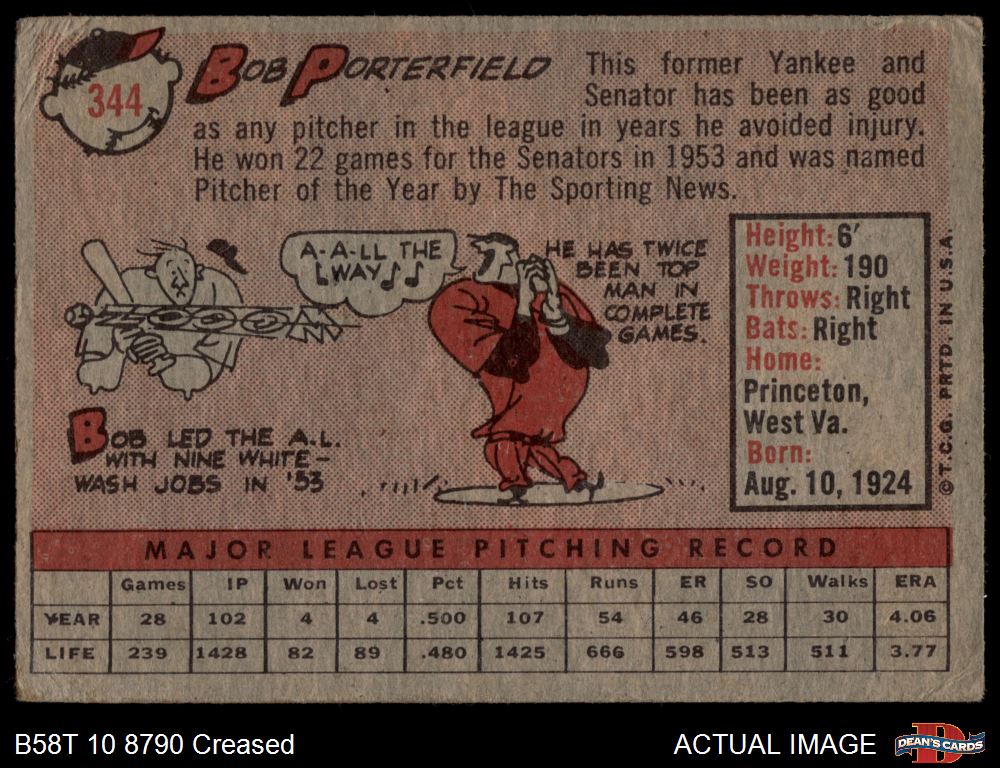 344
BOB PORTERFIELD
This former Yankee and
Senator has been as good
as any pitcher in the league in years he avoided injury.
He won 22 games for the Senators in 1953 and was named
Pitcher of the Year by The Sporting News.
ZOOM
A-A-LL THE
WAY
HE HAS TWICE
BEEN TOP
MAN IN
COMPLETE
GAMES.
BOB LED THE A.L.
WITH NINE WHITE-
WASH JOBS IN '53
Height: 6'
Weight: 190
Throws: Right
Bats: Right
Home:
Princeton,
West Va.
Born:
Aug. 10, 1924
© T.C.G. PRTD. IN U.S.A.
MAJOR LEAGUE PITCHING RECORD
Games IP Won Lost Pct Hits Runs ER SO Walks ERA
YEAR 28 102 4 4 .500 107 54 46 28 30 4.06
LIFE 239 1428 82 89 .480 1425 666 598 513 511 3.77
B58T 10 8790 Creased
ACTUAL IMAGE
D
DEAN'S CARDS